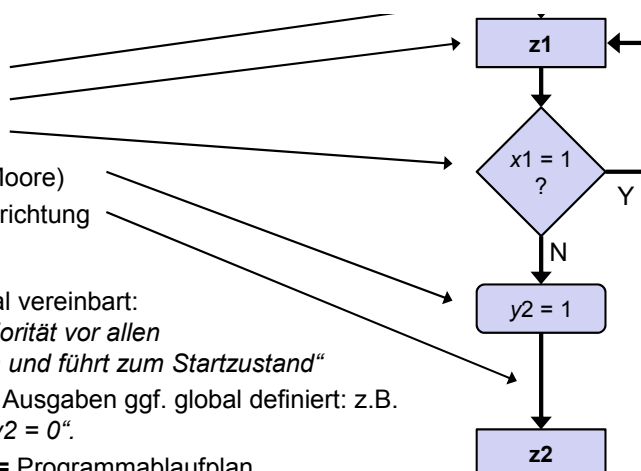 z1
x1 = 1
?
Y
N
y2 = 1
z2
Moore)
richtung
al vereinbart:
orität vor allen
und führt zum Startzustand“
Ausgaben ggf. global definiert: z.B.
y2 = 0“.
= Programmablaufplan